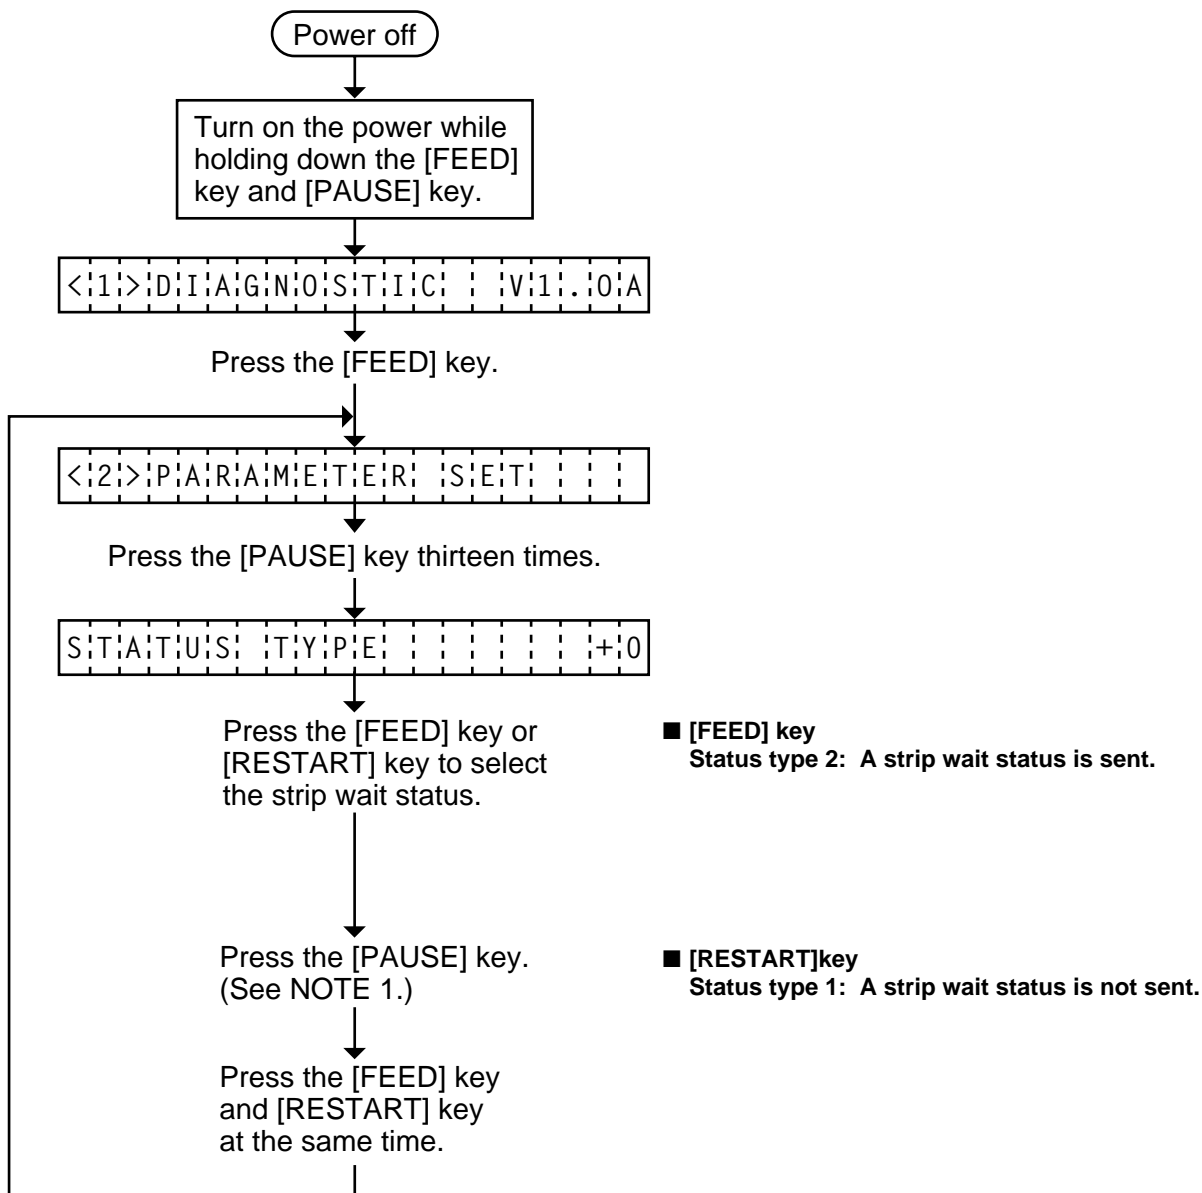 Power off
Turn on the power while
holding down the [FEED]
key and [PAUSE] key.
<1>DIAGNOSTIC  V1.0A
Press the [FEED] key.
<2>PARAMETER SET
Press the [PAUSE] key thirteen times.
STATUS TYPE       +0
Press the [FEED] key or
[RESTART] key to select
the strip wait status.
■ [FEED] key
Status type 2: A strip wait status is sent.
Press the [PAUSE] key.
(See NOTE 1.)
■ [RESTART]key
Status type 1: A strip wait status is not sent.
Press the [FEED] key
and [RESTART] key
at the same time.